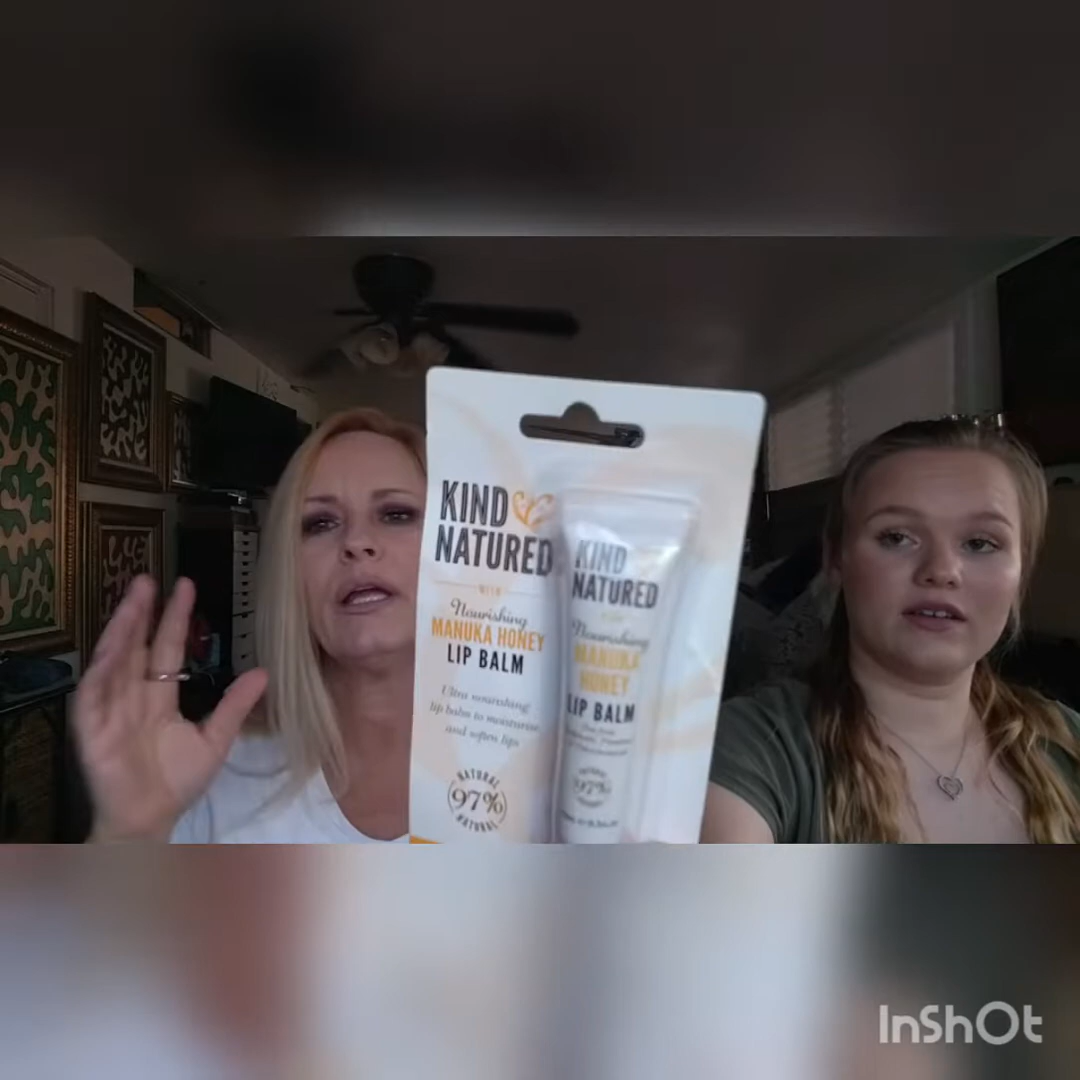 KIND
NATURED
WITH
Nourishing
MANUKA HONEY
LIP BALM
Ultra nourishing
lip balm to moisturise
and soften lips
NATURAL
97%
NATURAL
KIND
NATURED
Nourishing
MANUKA
HONEY
LIP BALM
97%
InShOt